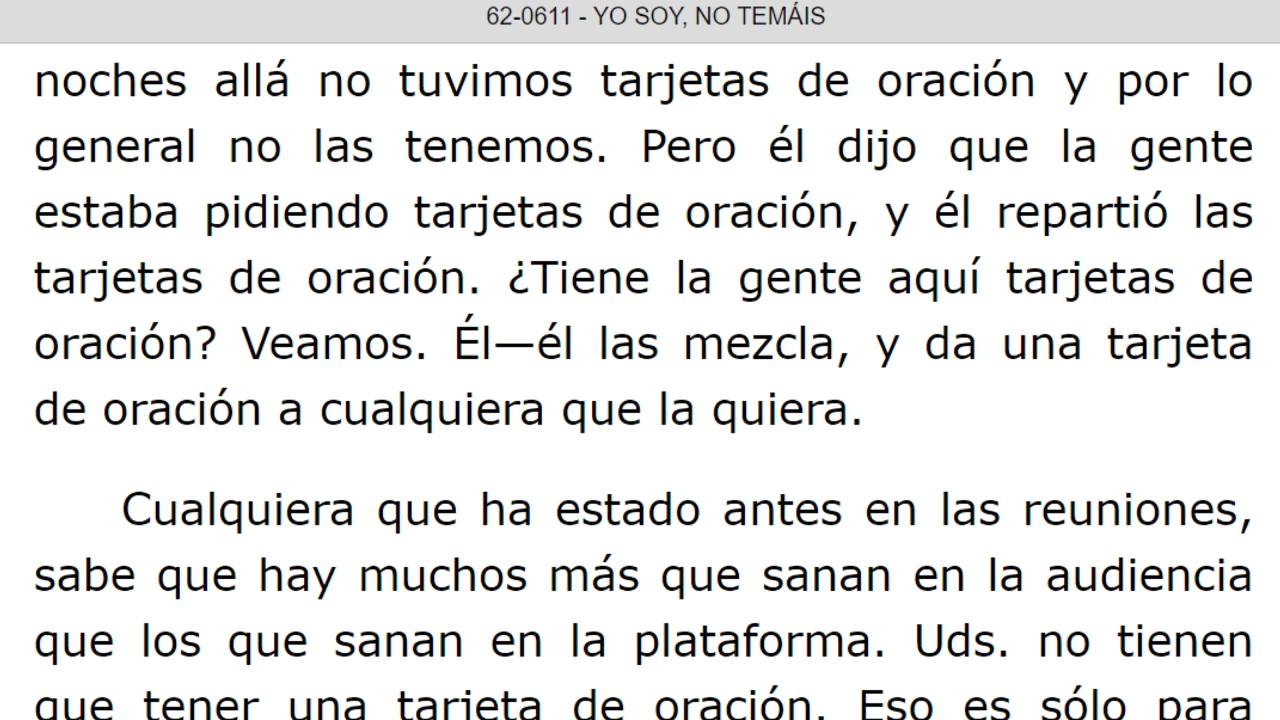 62-0611 - YO SOY, NO TEMÁIS
noches allá no tuvimos tarjetas de oración y por lo
general no las tenemos. Pero él dijo que la gente
estaba pidiendo tarjetas de oración, y él repartió las
tarjetas de oración. ¿Tiene la gente aquí tarjetas de
oración? Veamos. Él—él las mezcla, y da una tarjeta
de oración a cualquiera que la quiera.
Cualquiera que ha estado antes en las reuniones,
sabe que hay muchos más que sanan en la audiencia
que los que sanan en la plataforma. Uds. no tienen
que tener una tarjeta de oración. Eso es sólo para